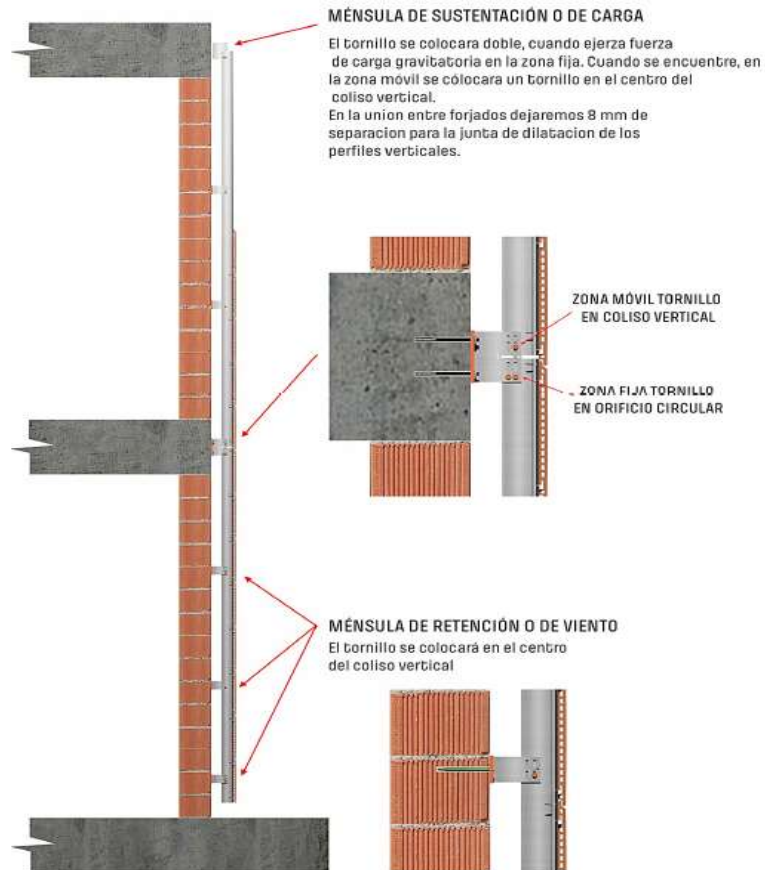 MÉNSULA DE SUSTENTACIÓN O DE CARGA
El tornillo se colocara doble, cuando ejerza fuerza
de carga gravitatoria en la zona fija. Cuando se encuentre, en
la zona móvil se cólocara un tornillo en el centro del
coliso vertical.
En la union entre forjados dejaremos 8 mm de
separacion para la junta de dilatacion de los
perfiles verticales.
ZONA MÓVIL TORNILLO
EN COLISO VERTICAL
ZONA FIJA TORNILLO
EN ORIFICIO CIRCULAR
MÉNSULA DE RETENCIÓN O DE VIENTO
El tornillo se colocará en el centro
del coliso vertical